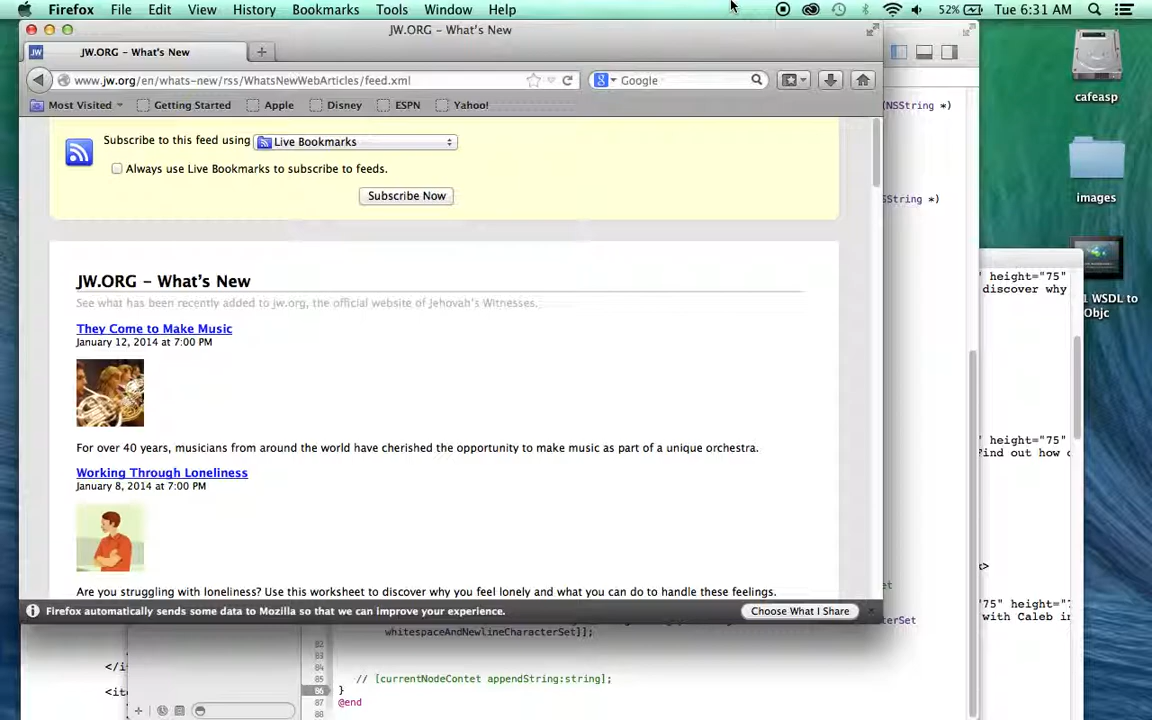 Firefox File Edit View History Bookmarks Tools Window Help 52% Tue 6:31 AM
JW.ORG - What's New
JW JW.ORG - What's New
www.jw.org/en/whats-new/rss/WhatsNewWebArticles/feed.xml Google
Most Visited Getting Started Apple Disney ESPN Yahoo!
(NSString *)
cafeasp
Subscribe to this feed using Live Bookmarks
Always use Live Bookmarks to subscribe to feeds.
Subscribe Now
SString *)
images
JW.ORG - What's New
See what has been recently added to jw.org, the official website of Jehovah's Witnesses.
" height="75"
discover why
1 WSDL to
Objc
They Come to Make Music
January 12, 2014 at 7:00 PM
For over 40 years, musicians from around the world have cherished the opportunity to make music as part of a unique orchestra.
" height="75"
Find out how
Working Through Loneliness
January 8, 2014 at 7:00 PM
Are you struggling with loneliness? Use this worksheet to discover why you feel lonely and what you can do to handle these feelings.
Firefox automatically sends some data to Mozilla so that we can improve your experience. Choose What I Share
with Caleb
whitespaceAndNewlineCharacterSet]];
83
84
85 // [currentNodeContet appendString:string];
86 }
87 @end
88